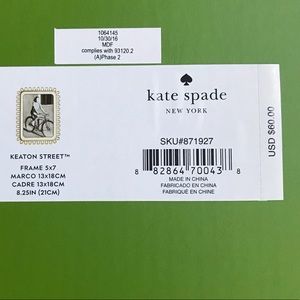 1064145
10/30/16
MDF
complies with 93120.2
(A)Phase 2
kate spade
NEW YORK
KEATON STREET™
FRAME 5x7
MARCO 13x18CM
CADRE 13x18CM
8.25IN (21CM)
SKU#871927
8 82864 70043 8
MADE IN CHINA
FABRICADO EN CHINA
FABRIQUÉ EN CHINE
USD $60.00